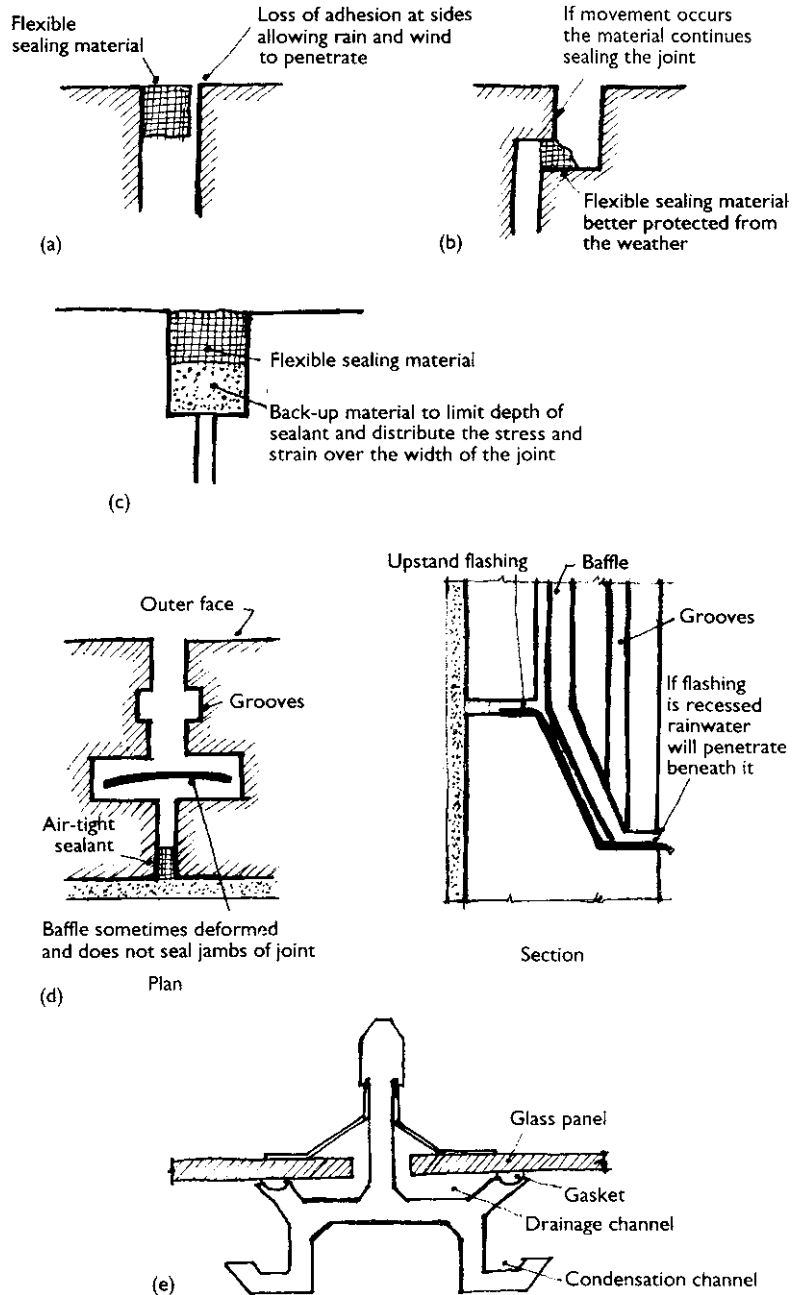 Flexible
sealing material
Loss of adhesion at sides
allowing rain and wind
to penetrate
(a)
If movement occurs
the material continues
sealing the joint
Flexible sealing material
better protected from
the weather
(b)
Flexible sealing material
Back-up material to limit depth of
sealant and distribute the stress and
strain over the width of the joint
(c)
Outer face
Grooves
Air-tight
sealant
Baffle sometimes deformed
and does not seal jambs of joint
Plan
(d)
Upstand flashing
Baffle
Grooves
If flashing
is recessed
rainwater
will penetrate
beneath it
Section
Glass panel
Gasket
Drainage channel
Condensation channel
(e)